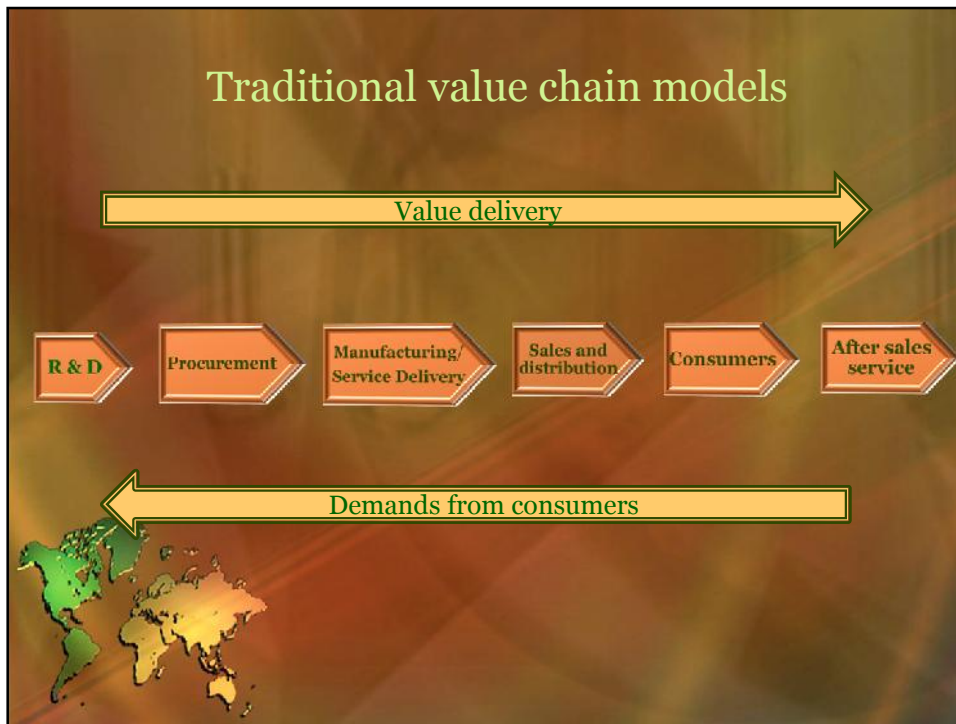 Traditional value chain models
Value delivery
R & D
Procurement
Manufacturing/
Service Delivery
Sales and
distribution
Consumers
After sales
service
Demands from consumers